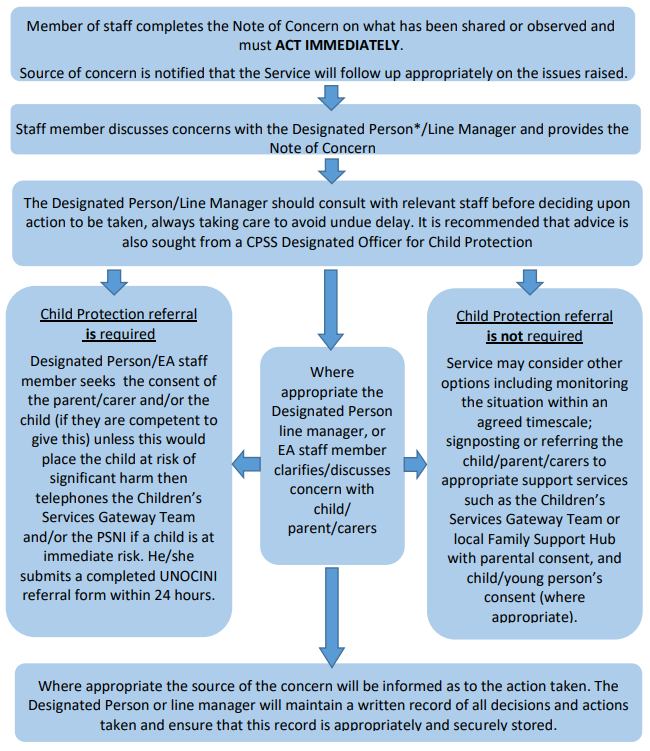 Member of staff completes the Note of Concern on what has been shared or observed and
must ACT IMMEDIATELY.
Source of concern is notified that the Service will follow up appropriately on the issues raised.
Staff member discusses concerns with the Designated Person*/Line Manager and provides the
Note of Concern
The Designated Person/Line Manager should consult with relevant staff before deciding upon
action to be taken, always taking care to avoid undue delay. It is recommended that advice is
also sought from a CPSS Designated Officer for Child Protection
Child Protection referral
is required
Designated Person/EA staff
member seeks the consent of
the parent/carer and/or the
child (if they are competent to
give this) unless this would
place the child at risk of
significant harm then
telephones the Children's
Services Gateway Team
and/or the PSNI if a child is at
immediate risk. He/she
submits a completed UNOCINI
referral form within 24 hours.
Where
appropriate the
Designated Person
line manager, or
EA staff member
clarifies/discusses
concern with
child/
parent/carers
Child Protection referral
is not required
Service may consider other
options including monitoring
the situation within an
agreed timescale;
signposting or referring the
child/parent/carers to
appropriate support services
such as the Children's
Services Gateway Team or
local Family Support Hub
with parental consent, and
child/young person's
consent (where
appropriate).
Where appropriate the source of the concern will be informed as to the action taken. The
Designated Person or line manager will maintain a written record of all decisions and actions
taken and ensure that this record is appropriately and securely stored.